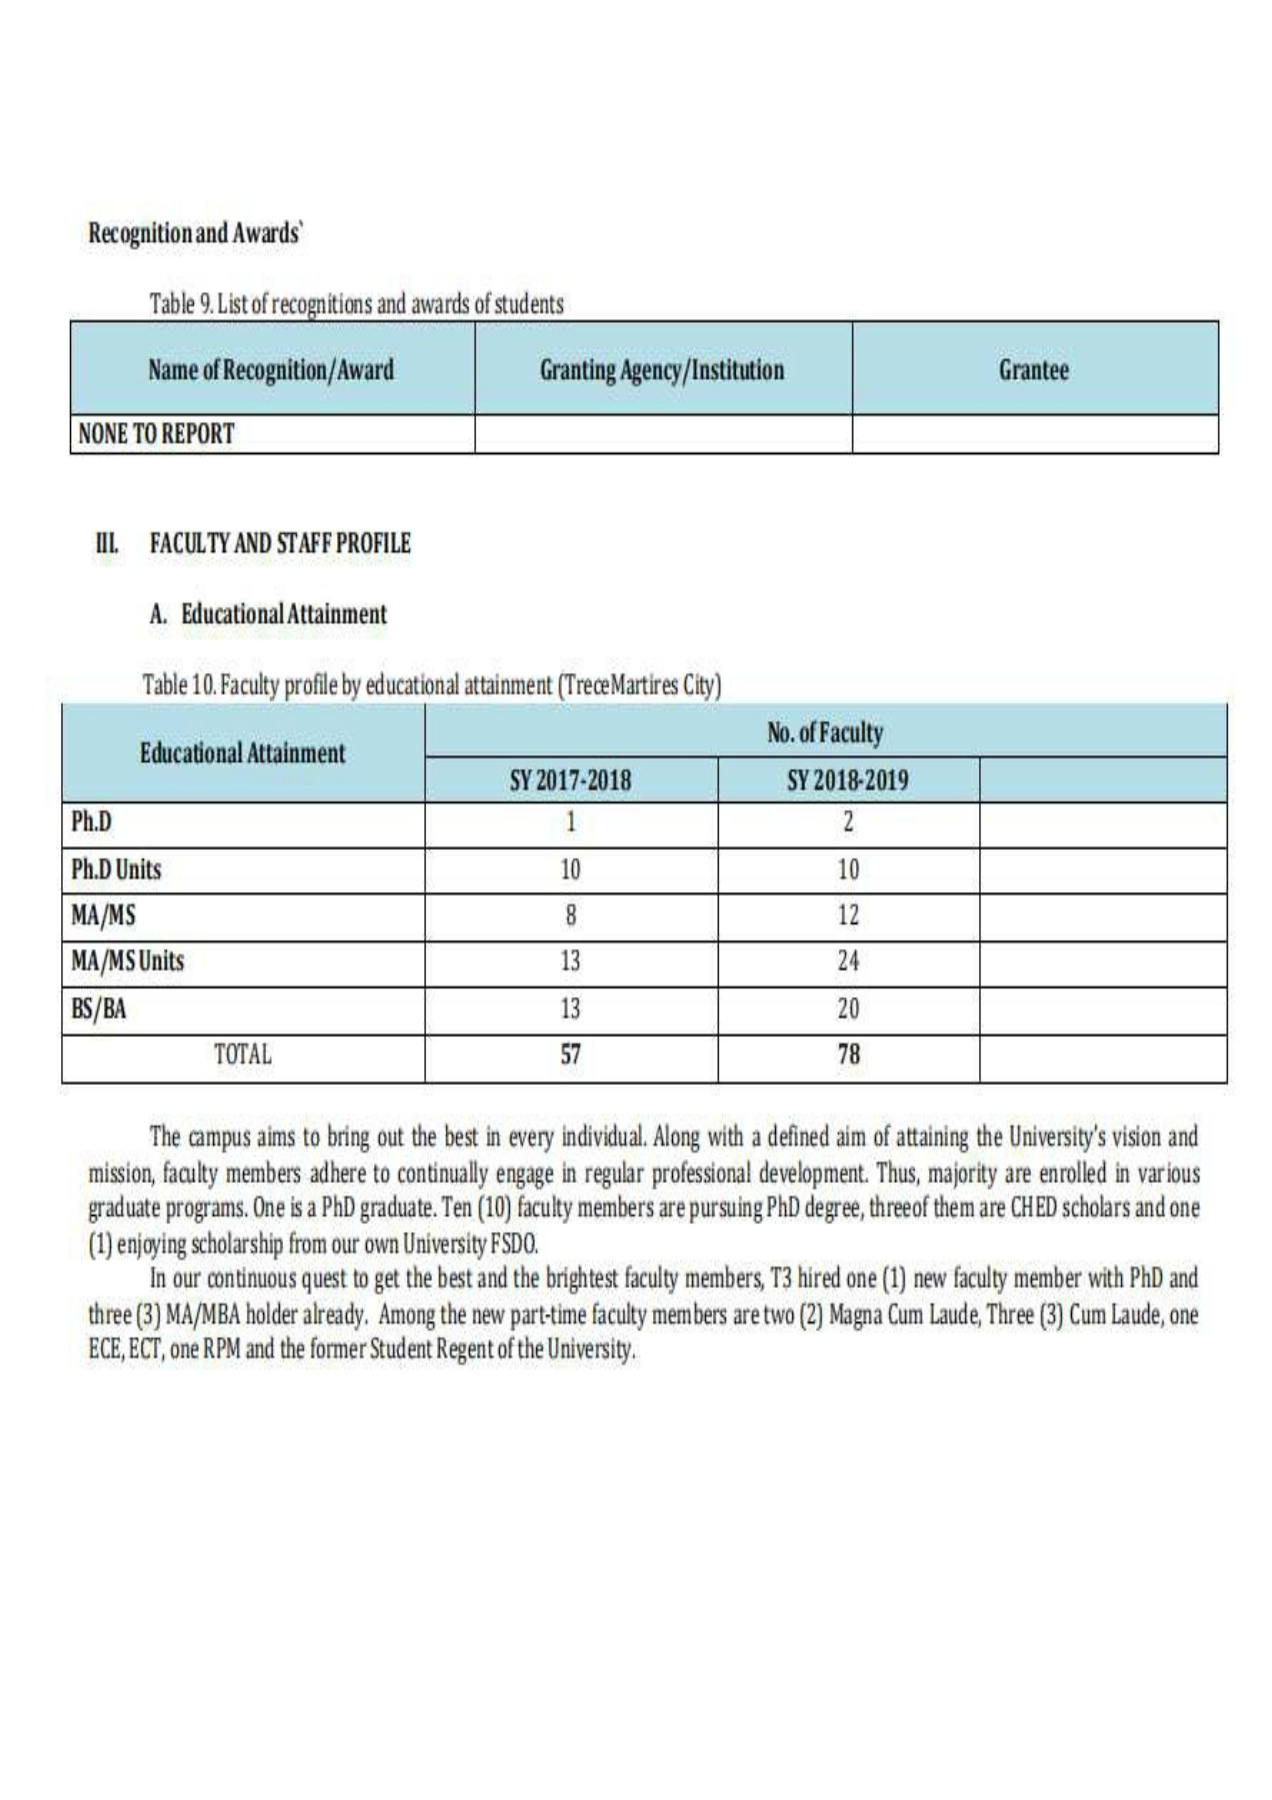 Recognition and Awards`
Table 9. List of recognitions and awards of students
Name of Recognition/Award Granting Agency/Institution Grantee
NONE TO REPORT
III. FACULTY AND STAFF PROFILE
A. Educational Attainment
Table 10. Faculty profile by educational attainment (TreceMartires City)
Educational Attainment No. of Faculty
SY 2017-2018 SY 2018-2019
Ph.D 1 2
Ph.D Units 10 10
MA/MS 8 12
MA/MS Units 13 24
BS/BA 13 20
TOTAL 57 78
The campus aims to bring out the best in every individual. Along with a defined aim of attaining the University's vision and
mission, faculty members adhere to continually engage in regular professional development. Thus, majority are enrolled in various
graduate programs. One is a PhD graduate. Ten (10) faculty members are pursuing PhD degree, threeof them are CHED scholars and one
(1) enjoying scholarship from our own University FSDO.
In our continuous quest to get the best and the brightest faculty members, T3 hired one (1) new faculty member with PhD and
three (3) MA/MBA holder already. Among the new part-time faculty members are two (2) Magna Cum Laude, Three (3) Cum Laude, one
ECE, ECT, one RPM and the former Student Regent of the University.